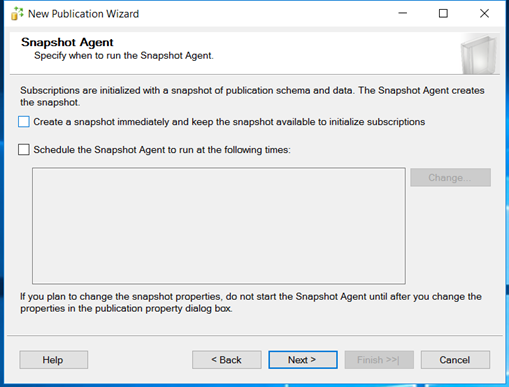 New Publication Wizard
Snapshot Agent
Specify when to run the Snapshot Agent.
Subscriptions are initialized with a snapshot of publication schema and data. The Snapshot Agent creates
the snapshot.
Create a snapshot immediately and keep the snapshot available to initialize subscriptions
Schedule the Snapshot Agent to run at the following times:
Change...
If you plan to change the snapshot properties, do not start the Snapshot Agent until after you change the
properties in the publication property dialog box.
Help
< Back
Next >
Finish >>|
Cancel